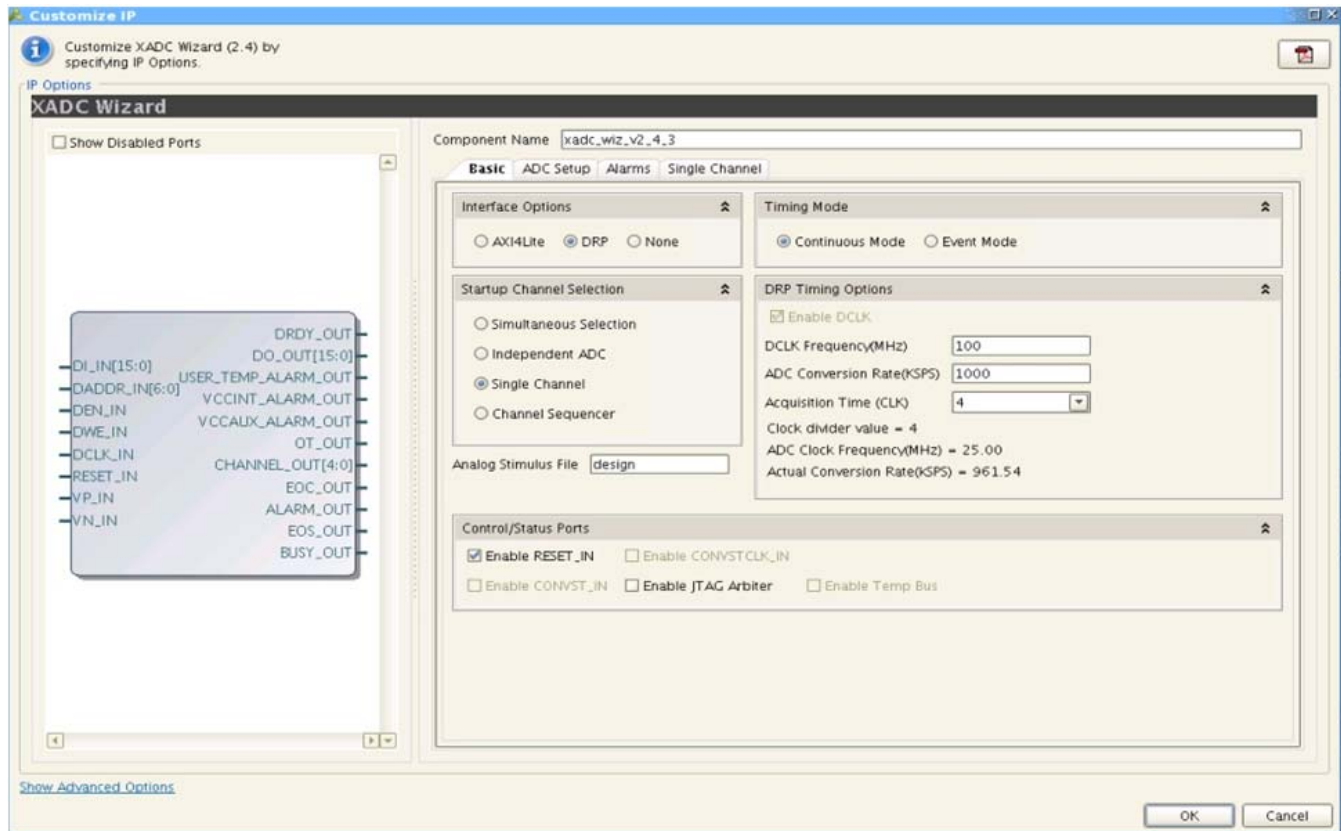 Customize IP
Customize XADC Wizard (2.4) by
specifying IP Options.
IP Options
XADC Wizard
Show Disabled Ports
DI_IN[15:0]
DADDR_IN[6:0]
DEN_IN
DWE_IN
DCLK_IN
RESET_IN
VP_IN
VN_IN
DRDY_OUT
DO_OUT[15:0]
USER_TEMP_ALARM_OUT
VCCINT_ALARM_OUT
VCCAUX_ALARM_OUT
OT_OUT
CHANNEL_OUT[4:0]
EOC_OUT
ALARM_OUT
EOS_OUT
BUSY_OUT
Component Name xadc_wiz_v2_4_3
Basic ADC Setup Alarms Single Channel
Interface Options
AXI4Lite DRP None
Startup Channel Selection
Simultaneous Selection
Independent ADC
Single Channel
Channel Sequencer
Analog Stimulus File design
Timing Mode
Continuous Mode Event Mode
DRP Timing Options
Enable DCLK
DCLK Frequency(MHz) 100
ADC Conversion Rate(KSPS) 1000
Acquisition Time (CLK) 4
Clock divider value = 4
ADC Clock Frequency(MHz) = 25.00
Actual Conversion Rate(KSPS) = 961.54
Control/Status Ports
Enable RESET_IN Enable CONVSTCLK_IN
Enable CONVST_IN Enable JTAG Arbiter Enable Temp Bus
Show Advanced Options
OK Cancel